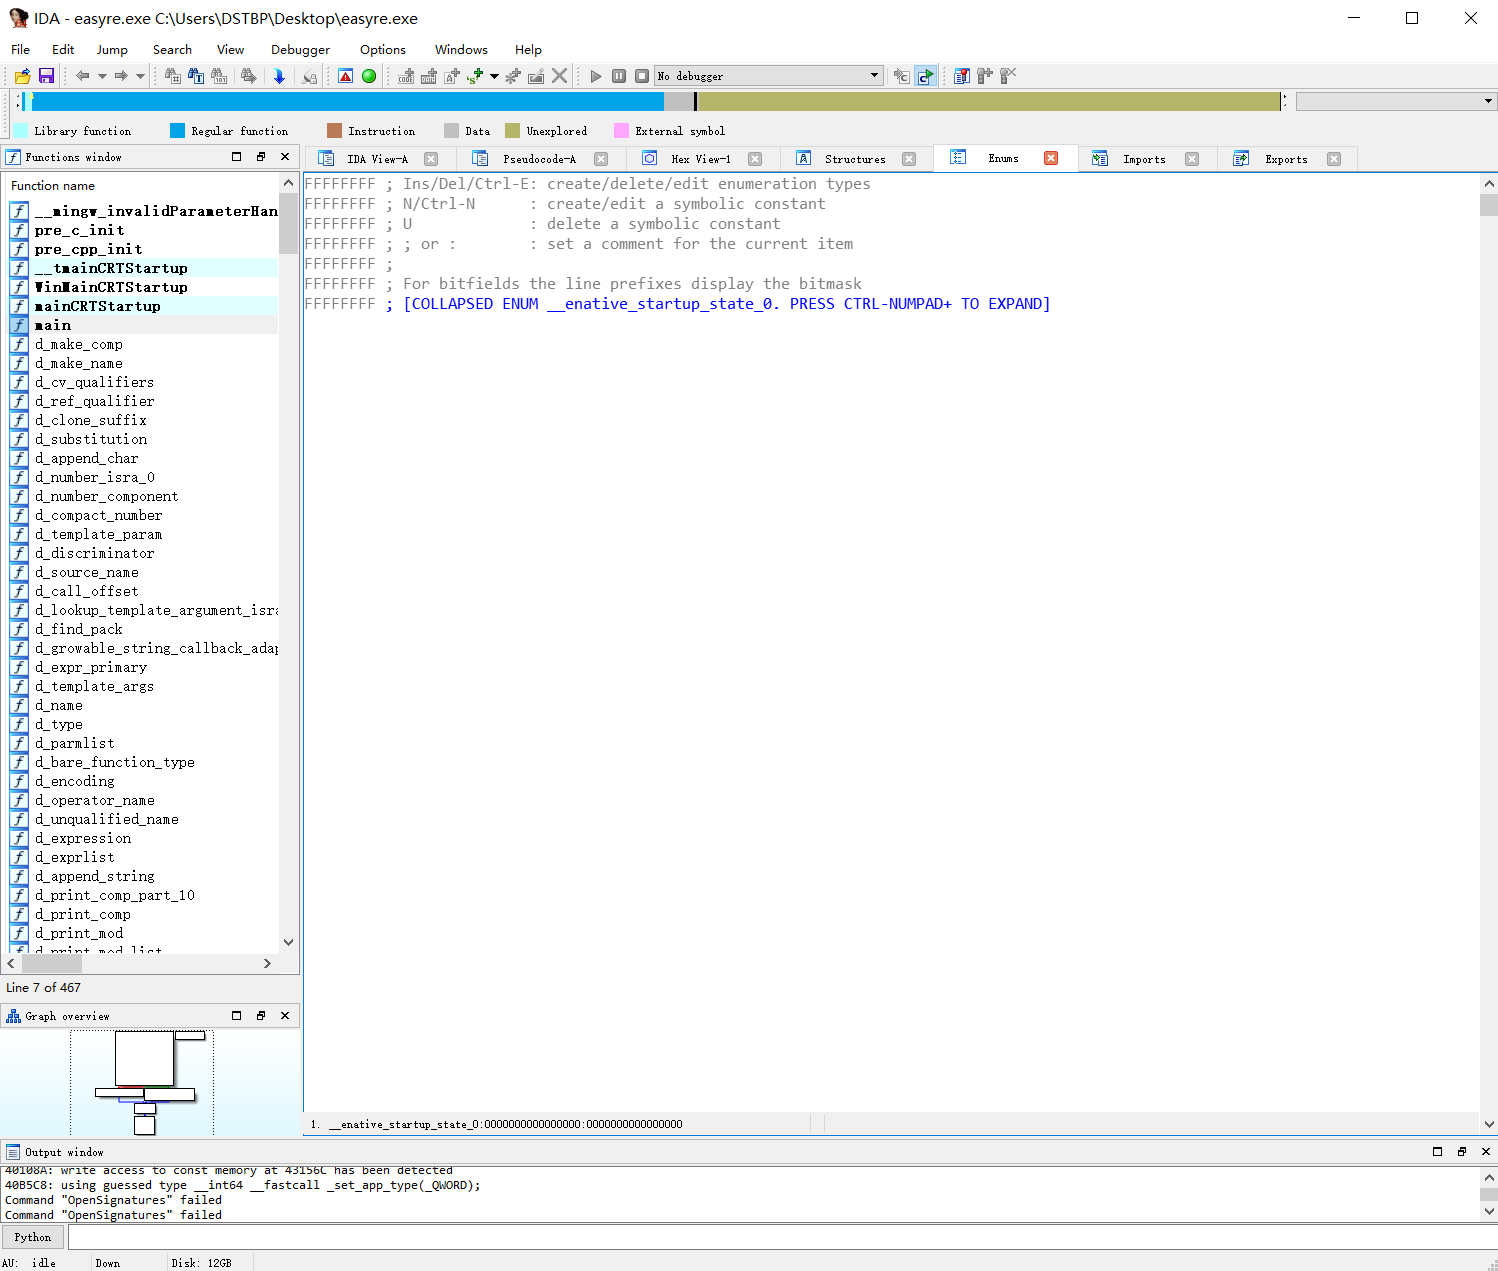 IDA - easyre.exe C:\Users\DSTBP\Desktop\easyre.exe
File Edit Jump Search View Debugger Options Windows Help
No debugger
Library function Regular function Instruction Data Unexplored External symbol
Functions window
IDA View-A Pseudocode-A Hex View-1 Structures Enums Imports Exports
Function name
__mingw_invalidParameterHan
pre_c_init
pre_cpp_init
__tmainCRTStartup
WinMainCRTStartup
mainCRTStartup
main
d_make_comp
d_make_name
d_cv_qualifiers
d_ref_qualifier
d_clone_suffix
d_substitution
d_append_char
d_number_isra_0
d_number_component
d_compact_number
d_template_param
d_discriminator
d_source_name
d_call_offset
d_lookup_template_argument_isra
d_find_pack
d_growable_string_callback_adap
d_expr_primary
d_template_args
d_name
d_type
d_parmlist
d_bare_function_type
d_encoding
d_operator_name
d_unqualified_name
d_expression
d_exprlist
d_append_string
d_print_comp_part_10
d_print_comp
d_print_mod
d_print_mod_list
Line 7 of 467
Graph overview
FFFFFFFF ; Ins/Del/Ctrl-E: create/delete/edit enumeration types
FFFFFFFF ; N/Ctrl-N      : create/edit a symbolic constant
FFFFFFFF ; U             : delete a symbolic constant
FFFFFFFF ; ; or :        : set a comment for the current item
FFFFFFFF ;
FFFFFFFF ; For bitfields the line prefixes display the bitmask
FFFFFFFF ; [COLLAPSED ENUM __enative_startup_state_0. PRESS CTRL-NUMPAD+ TO EXPAND]
1. __enative_startup_state_0:0000000000000000:0000000000000000
Output window
40108A: write access to const memory at 43156C has been detected
40B5C8: using guessed type __int64 __fastcall _set_app_type(_QWORD);
Command "OpenSignatures" failed
Command "OpenSignatures" failed
Python
AU: idle Down Disk: 12GB